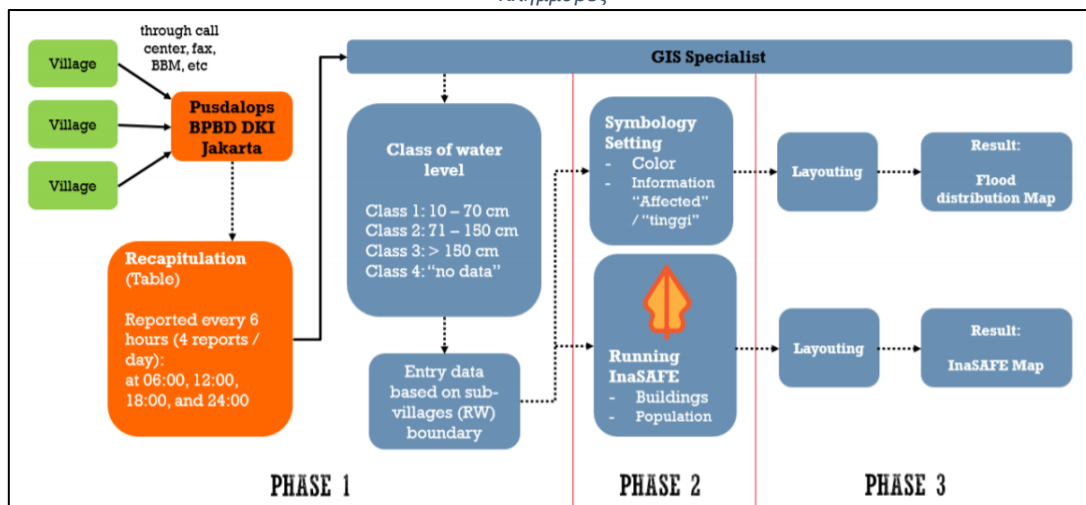 through call
center, fax,
BBM, etc
Village
Village
Village
Pusdalops
BPBD DKI
Jakarta
Recapitulation
(Table)
Reported every 6
hours (4 reports /
day):
at 06:00, 12:00,
18:00, and 24:00
GIS Specialist
Class of water
level
Class 1: 10 – 70 cm
Class 2: 71 – 150 cm
Class 3: > 150 cm
Class 4: "no data"
Entry data
based on sub-
villages (RW)
boundary
Symbology
Setting
- Color
- Information
"Affected"
/ "tinggi"
Running
InaSAFE
- Buildings
- Population
Layouting
Result:
Flood
distribution Map
Layouting
Result:
InaSAFE Map
PHASE 1
PHASE 2
PHASE 3